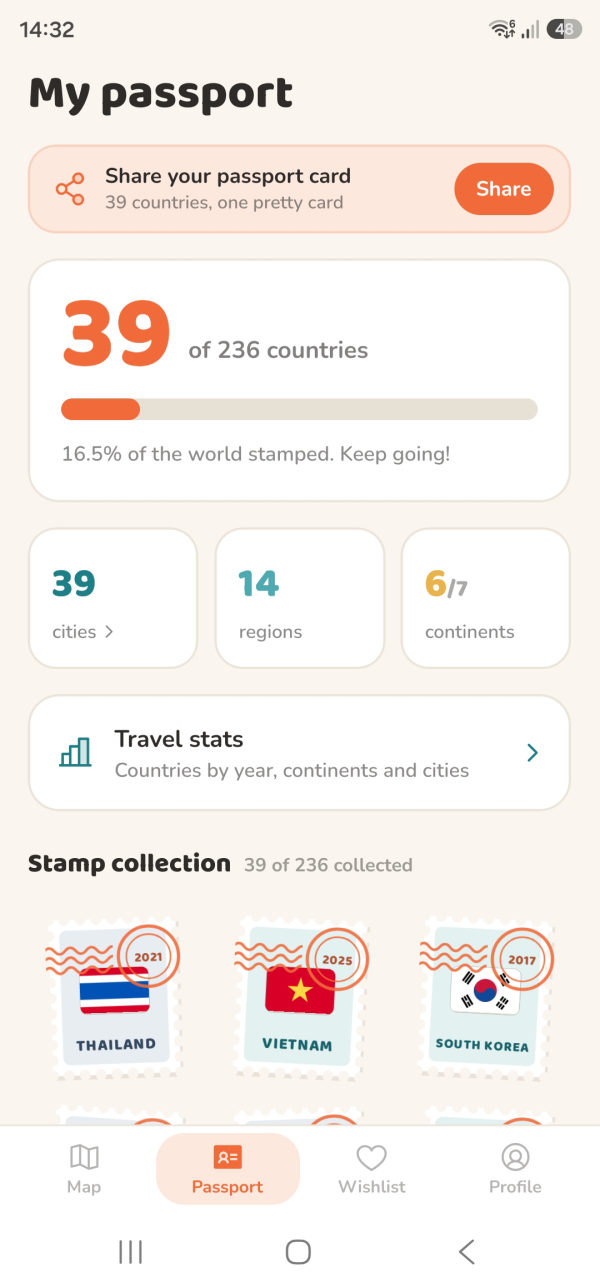 14:32
6
48
My passport
Share your passport card
39 countries, one pretty card
Share
39 of 236 countries
16.5% of the world stamped. Keep going!
39
cities >
14
regions
6/7
continents
Travel stats
Countries by year, continents and cities
Stamp collection 39 of 236 collected
2021
THAILAND
2025
VIETNAM
2017
SOUTH KOREA
Map
Passport
Wishlist
Profile